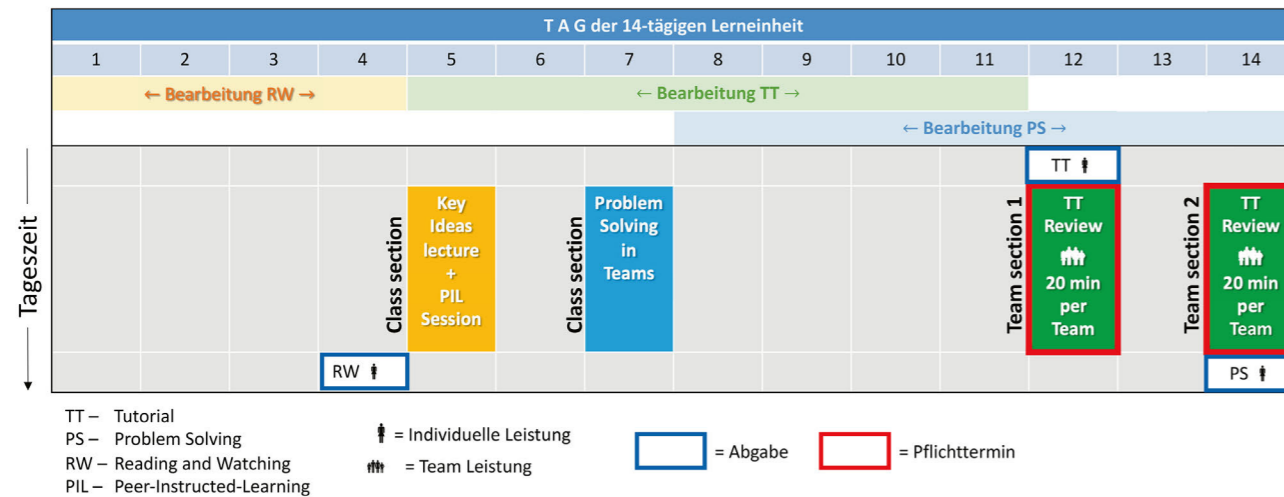 T A G der 14-tägigen Lerneinheit
1 2 3 4 5 6 7 8 9 10 11 12 13 14
← Bearbeitung RW →
← Bearbeitung TT →
← Bearbeitung PS →
Tageszeit
TT
Class section
Key
Ideas
lecture
+
PIL
Session
Class section
Problem
Solving
in
Teams
Team section 1
TT
Review
20 min
per
Team
Team section 2
TT
Review
20 min
per
Team
RW
PS
TT – Tutorial
PS – Problem Solving
RW – Reading and Watching
PIL – Peer-Instructed-Learning
= Individuelle Leistung
= Team Leistung
= Abgabe
= Pflichttermin